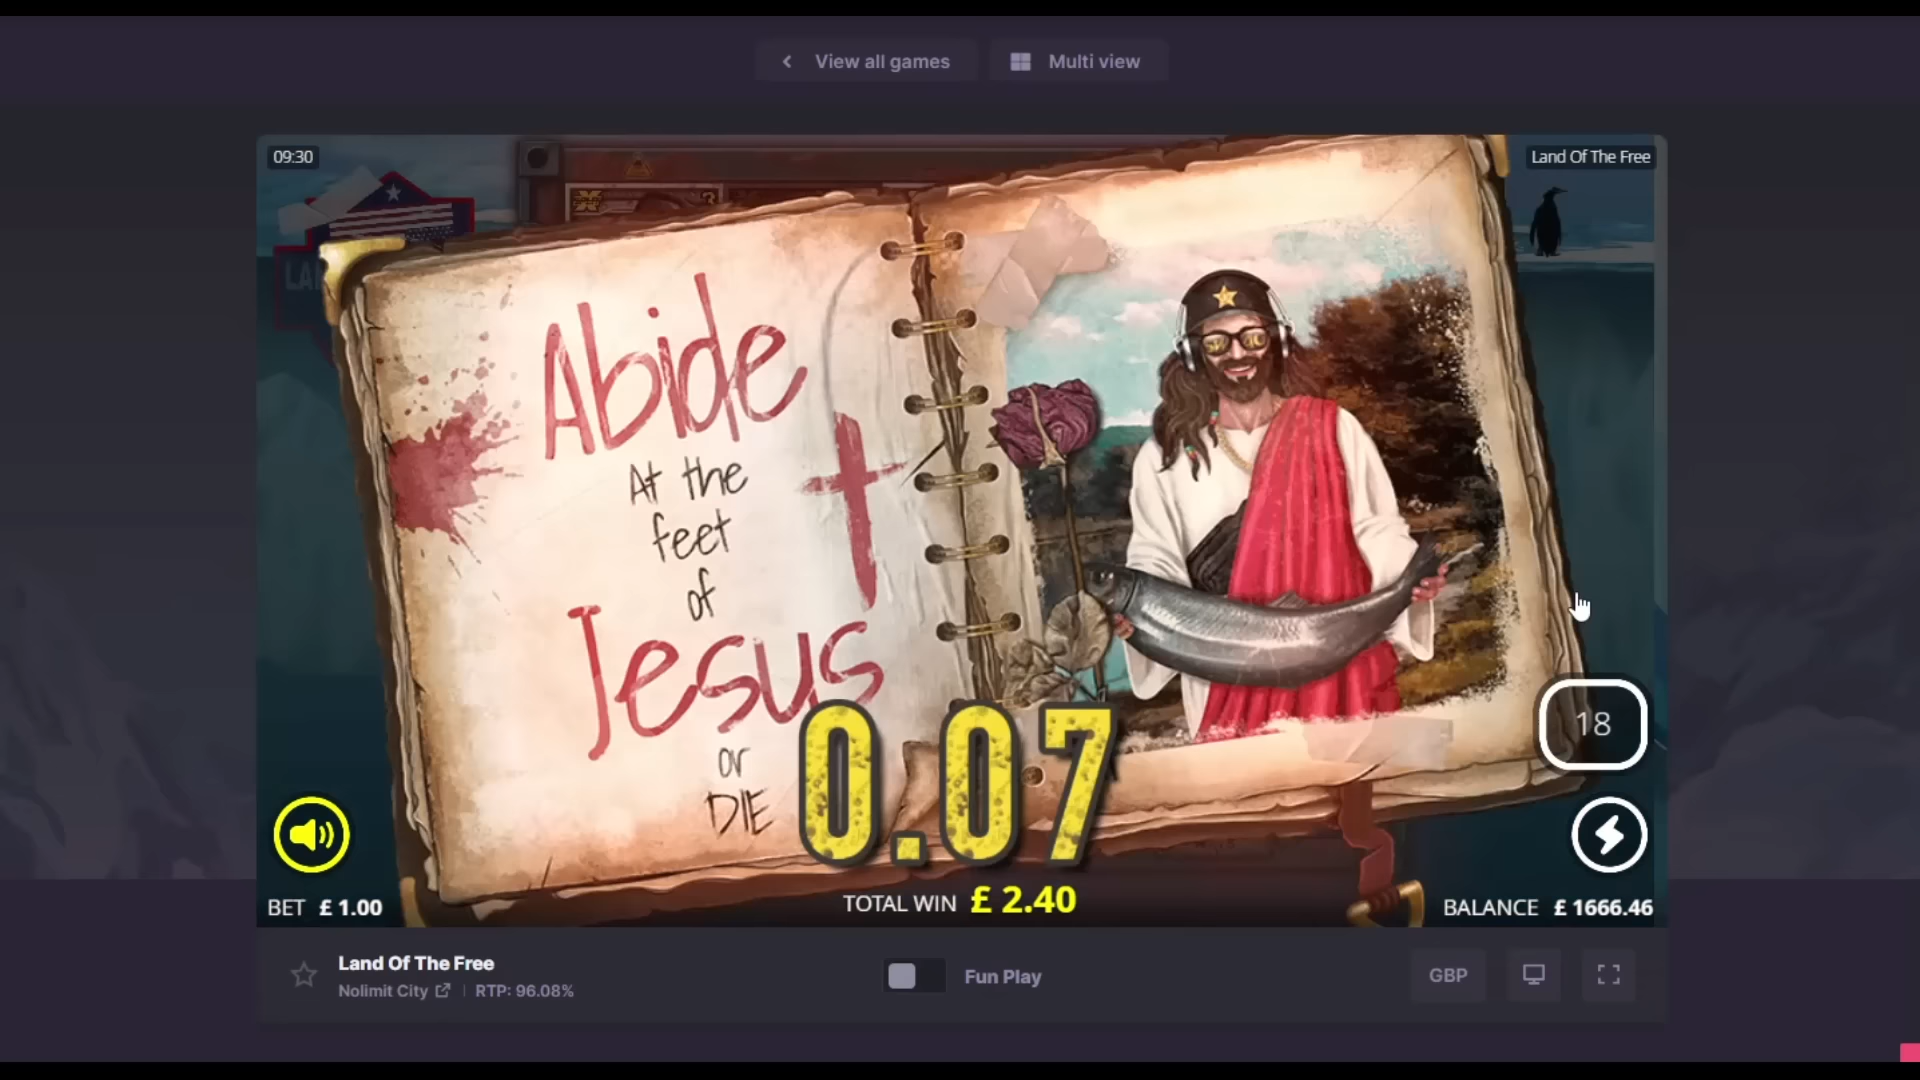 View all games
Multi view
09:30
Land Of The Free
LA
Abide
At the
feet
of
Jesus
or
DIE
0.07
18
TOTAL WIN £ 2.40
BET £ 1.00
BALANCE £ 1666.46
Land Of The Free
Nolimit City | RTP: 96.08%
Fun Play
GBP